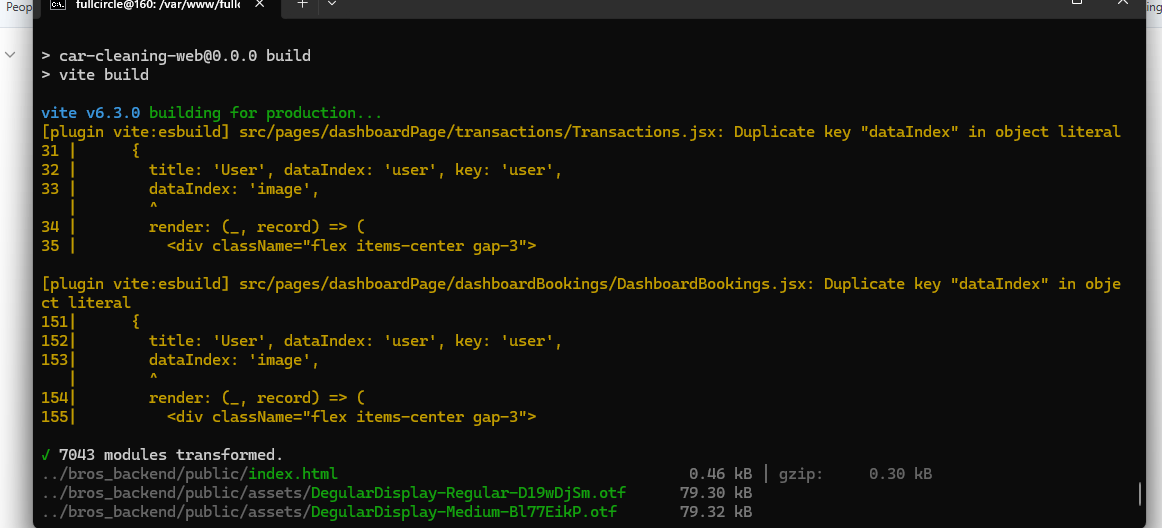 Peop
fullcircle@160: /var/www/fullc
ing
> car-cleaning-web@0.0.0 build
> vite build
vite v6.3.0 building for production...
[plugin vite:esbuild] src/pages/dashboardPage/transactions/Transactions.jsx: Duplicate key "dataIndex" in object literal
31 |      {
32 |        title: 'User', dataIndex: 'user', key: 'user',
33 |        dataIndex: 'image',
   |        ^
34 |        render: (_, record) => (
35 |          <div className="flex items-center gap-3">
[plugin vite:esbuild] src/pages/dashboardPage/dashboardBookings/DashboardBookings.jsx: Duplicate key "dataIndex" in obje
ct literal
151|      {
152|        title: 'User', dataIndex: 'user', key: 'user',
153|        dataIndex: 'image',
   |        ^
154|        render: (_, record) => (
155|          <div className="flex items-center gap-3">
✓ 7043 modules transformed.
../bros_backend/public/index.html 0.46 kB │ gzip: 0.30 kB
../bros_backend/public/assets/DegularDisplay-Regular-D19wDjSm.otf 79.30 kB
../bros_backend/public/assets/DegularDisplay-Medium-Bl77EikP.otf 79.32 kB